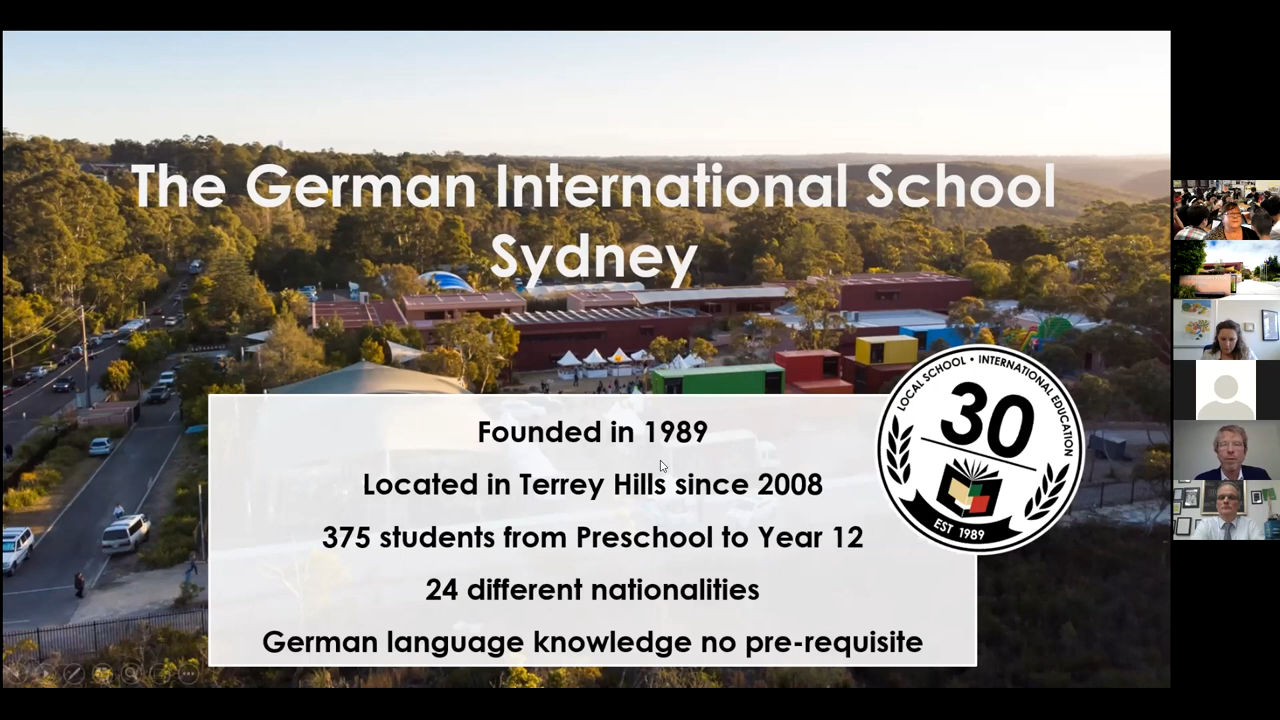 The German International School
Sydney
Founded in 1989
Located in Terrey Hills since 2008
375 students from Preschool to Year 12
24 different nationalities
German language knowledge no pre-requisite
LOCAL SCHOOL • INTERNATIONAL EDUCATION
30
EST 1989